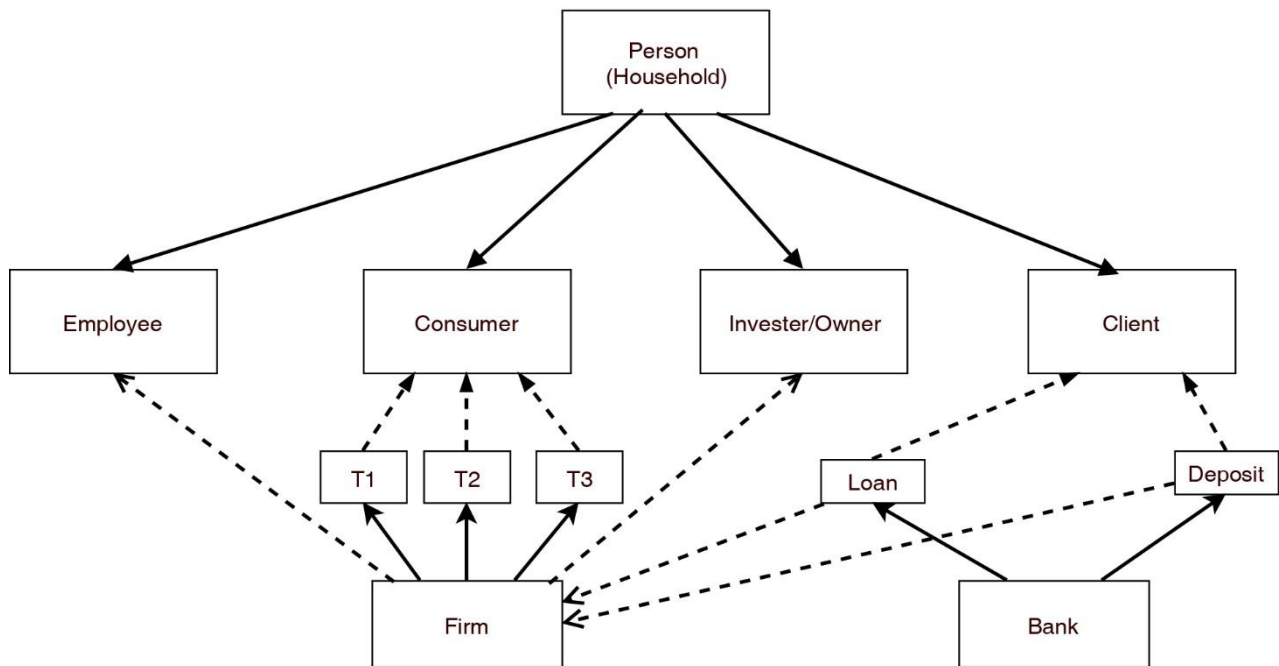 Person
(Household)
Employee
Consumer
Invester/Owner
Client
T1
T2
T3
Loan
Deposit
Firm
Bank